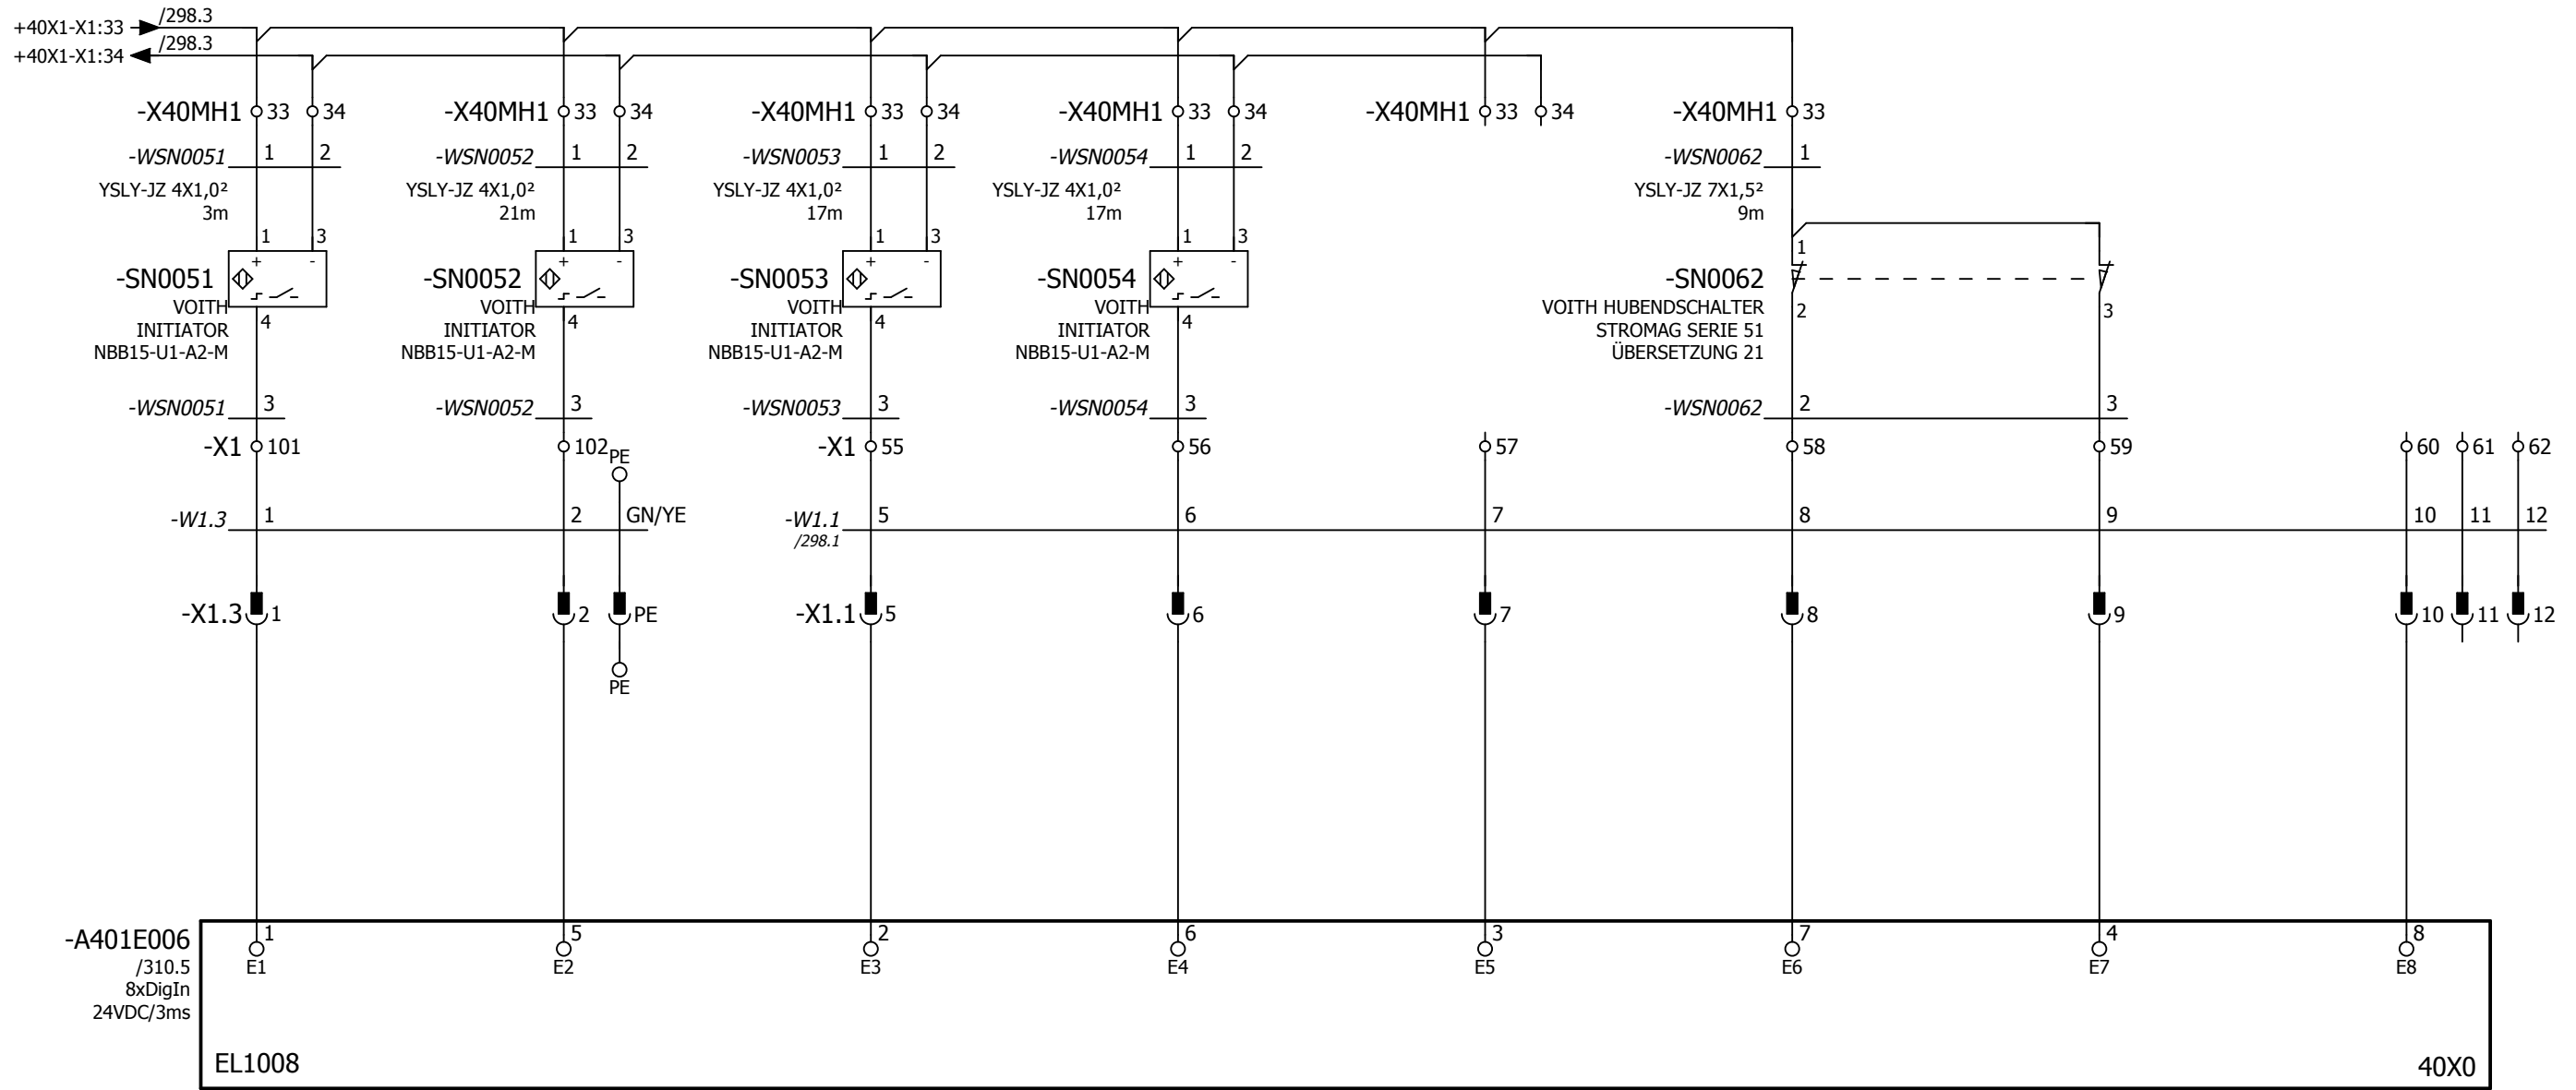 +40X1-X1:33 /298.3
+40X1-X1:34 /298.3
-X40MH1 33 34 -X40MH1 33 34 -X40MH1 33 34 -X40MH1 33 34 -X40MH1 33 34 -X40MH1 33
-WSN0051 1 2 -WSN0052 1 2 -WSN0053 1 2 -WSN0054 1 2 -WSN0062 1
YSLY-JZ 4X1,0² YSLY-JZ 4X1,0² YSLY-JZ 4X1,0² YSLY-JZ 4X1,0² YSLY-JZ 7X1,5²
3m 21m 17m 17m 9m
1 3 1 3 1 3 1 3 1
+ - + - + - + -
-SN0051 -SN0052 -SN0053 -SN0054 -SN0062
VOITH VOITH VOITH VOITH VOITH HUBENDSCHALTER
4 4 4 4 2 3
INITIATOR INITIATOR INITIATOR INITIATOR STROMAG SERIE 51
NBB15-U1-A2-M NBB15-U1-A2-M NBB15-U1-A2-M NBB15-U1-A2-M ÜBERSETZUNG 21
-WSN0051 3 -WSN0052 3 -WSN0053 3 -WSN0054 3 -WSN0062 2 3
-X1 101 102 PE -X1 55 56 57 58 59 60 61 62
-W1.3 1 2 GN/YE -W1.1 5 6 7 8 9 10 11 12
/298.1
-X1.3 1 2 PE -X1.1 5 6 7 8 9 10 11 12
PE
-A401E006 1 5 2 6 3 7 4 8
/310.5 E1 E2 E3 E4 E5 E6 E7 E8
8xDigIn
24VDC/3ms
EL1008 40X0